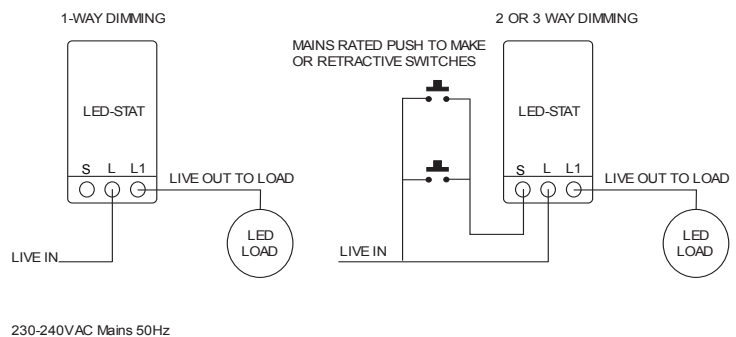 1-WAY DIMMING
LED-STAT
S L L1
LIVE OUT TO LOAD
LED
LOAD
LIVE IN
2 OR 3 WAY DIMMING
MAINS RATED PUSH TO MAKE
OR RETRACTIVE SWITCHES
LED-STAT
S L L1
LIVE OUT TO LOAD
LED
LOAD
LIVE IN
230-240VAC Mains 50Hz